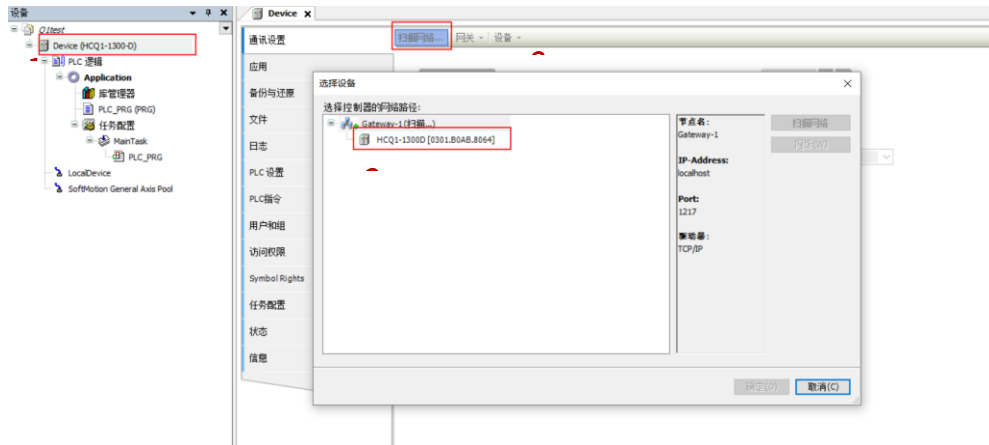 设备
Q1test
Device (HCQ1-1300-D)
PLC 逻辑
Application
库管理器
PLC_PRG (PRG)
任务配置
MainTask
PLC_PRG
LocalDevice
SoftMotion General Axis Pool
Device
通讯设置
应用
备份与还原
文件
日志
PLC 设置
PLC指令
用户和组
访问权限
Symbol Rights
任务配置
状态
信息
扫描网络... 网关 设备
选择设备
选择控制器的网络路径:
Gateway-1(扫描...)
HCQ1-1300D [0301.B0AB.8064]
节点名:
Gateway-1
IP-Address:
localhost
Port:
1217
驱动器:
TCP/IP
扫描网络
闪烁(W)
确定(O) 取消(C)